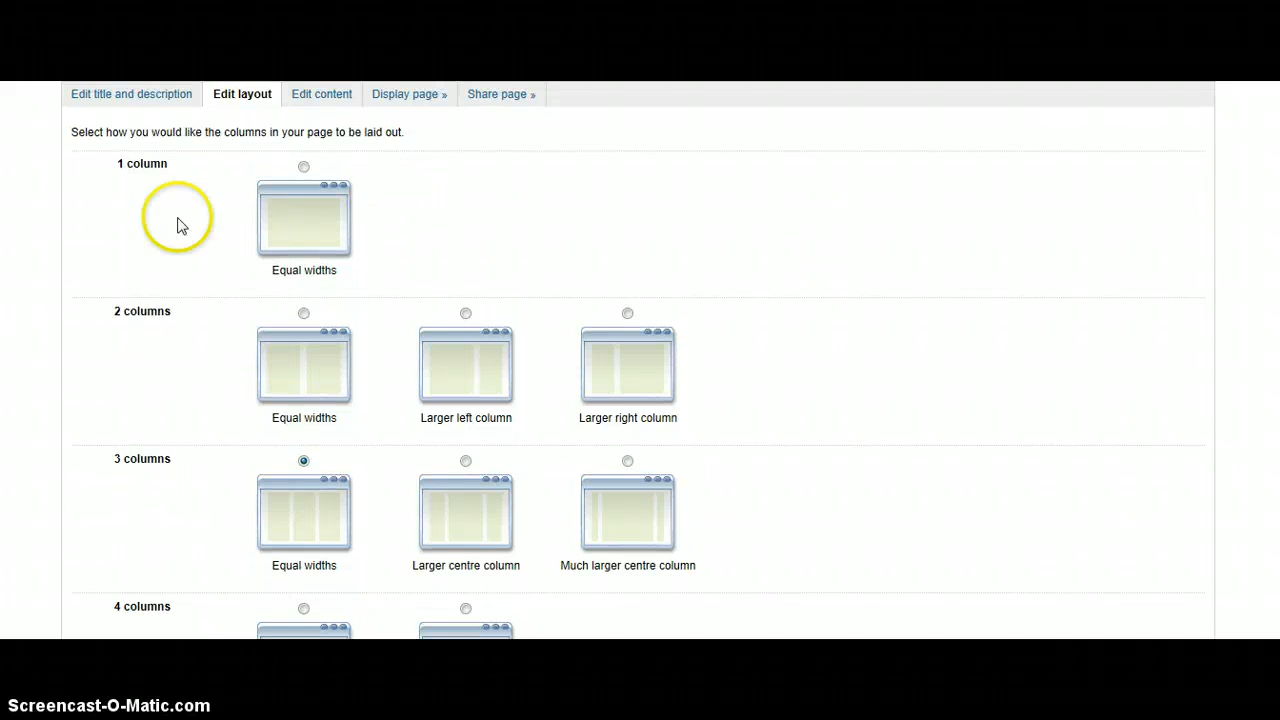 Edit title and description Edit layout Edit content Display page » Share page »
Select how you would like the columns in your page to be laid out.
1 column
Equal widths
2 columns
Equal widths Larger left column Larger right column
3 columns
Equal widths Larger centre column Much larger centre column
4 columns
Screencast-O-Matic.com